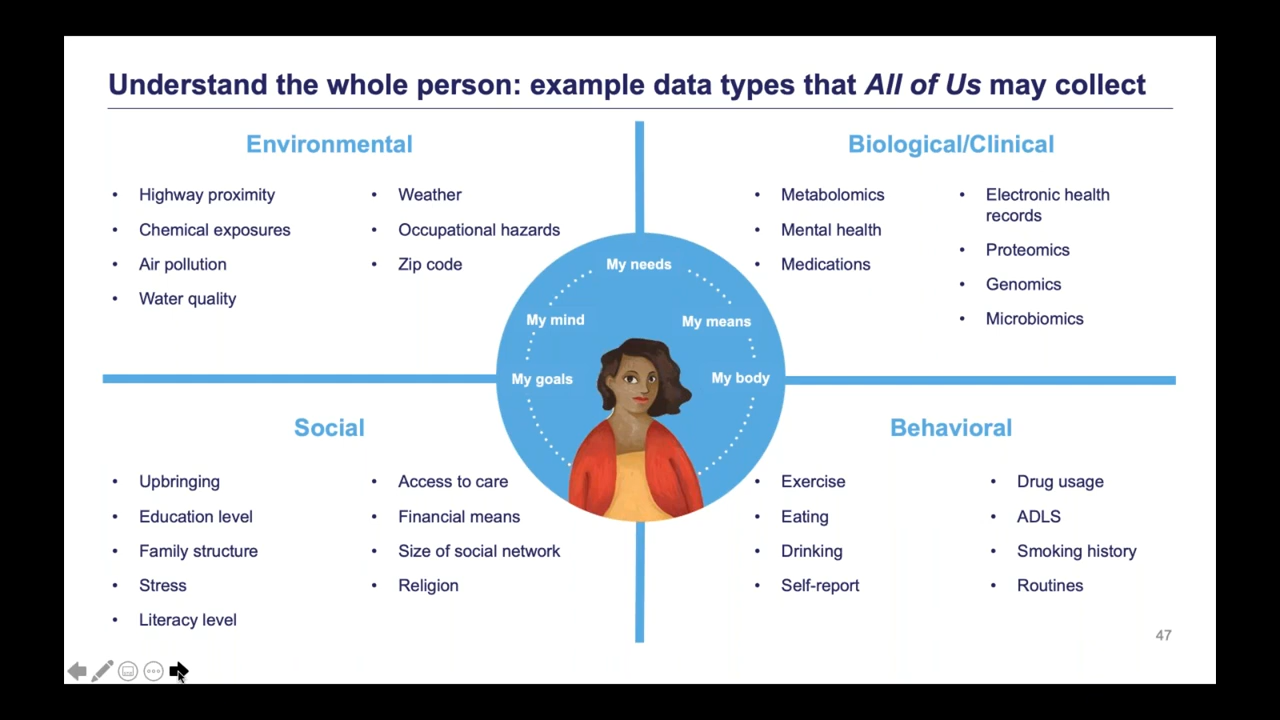 Understand the whole person: example data types that All of Us may collect
Environmental
• Highway proximity
• Chemical exposures
• Air pollution
• Water quality
• Weather
• Occupational hazards
• Zip code
Biological/Clinical
• Metabolomics
• Mental health
• Medications
• Electronic health
records
• Proteomics
• Genomics
• Microbiomics
My needs
My mind
My means
My goals
My body
Social
• Upbringing
• Education level
• Family structure
• Stress
• Literacy level
• Access to care
• Financial means
• Size of social network
• Religion
Behavioral
• Exercise
• Eating
• Drinking
• Self-report
• Drug usage
• ADLS
• Smoking history
• Routines
47